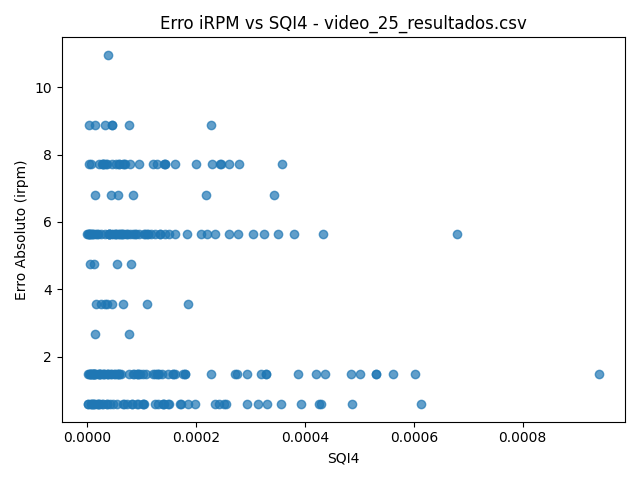 Erro iRPM vs SQI4 - video_25_resultados.csv
Erro Absoluto (irpm)
10
8
6
4
2
0.0000 0.0002 0.0004 0.0006 0.0008
SQI4